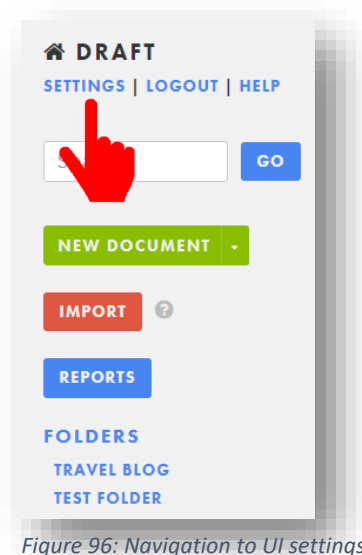 DRAFT
SETTINGS | LOGOUT | HELP
GO
NEW DOCUMENT
IMPORT ?
REPORTS
FOLDERS
TRAVEL BLOG
TEST FOLDER
Figure 96: Navigation to UI settings